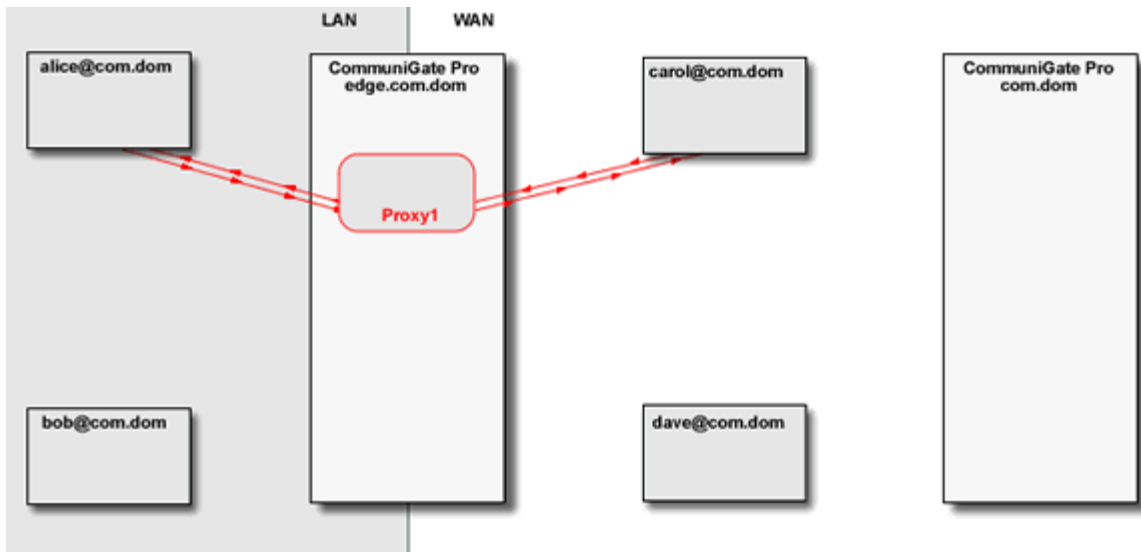 LAN
WAN
alice@com.dom
CommuniGate Pro
edge.com.dom
carol@com.dom
CommuniGate Pro
com.dom
Proxy1
bob@com.dom
dave@com.dom